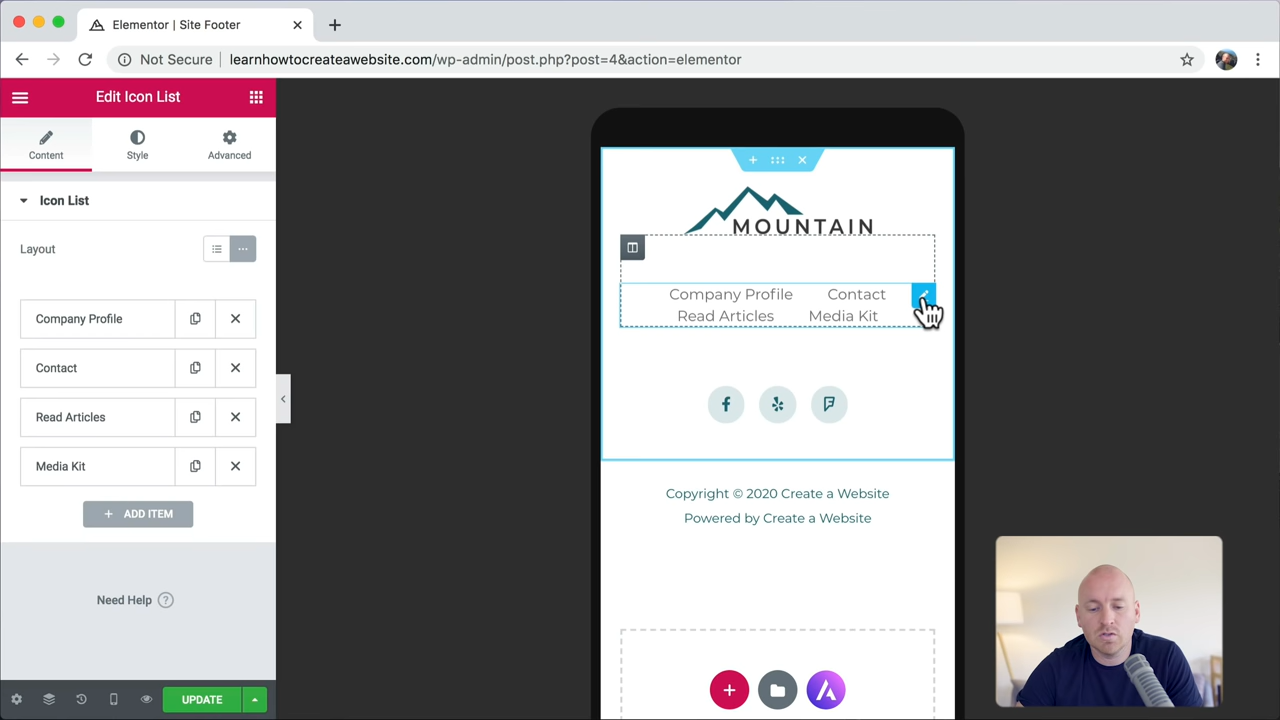 Elementor | Site Footer
Not Secure learnhowtocreateawebsite.com/wp-admin/post.php?post=4&action=elementor
Edit Icon List
Content Style Advanced
Icon List
Layout
Company Profile
Contact
Read Articles
Media Kit
ADD ITEM
Need Help
UPDATE
MOUNTAIN
Company Profile Contact
Read Articles Media Kit
Copyright © 2020 Create a Website
Powered by Create a Website